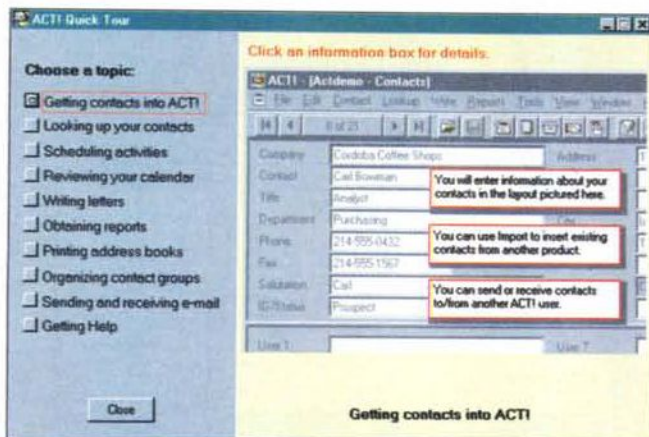 ACT! Quick Tour
Choose a topic:
Getting contacts into ACT!
Looking up your contacts
Scheduling activities
Reviewing your calendar
Writing letters
Obtaining reports
Printing address books
Organizing contact groups
Sending and receiving e-mail
Getting Help
Close
Click an information box for details.
ACT! - [Actdemo - Contacts]
File Edit Contact Lookup Write Reports Tools View Window
6 of 21
Company Cordoba Coffee Shops Address
Contact Carl Bowman
Title Analyst
Department Purchasing City
Phone 214-555-0432
Fax 214-555-1567
Salutation Carl
ID/Status Prospect
You will enter information about your
contacts in the layout pictured here.
You can use Import to insert existing
contacts from another product.
You can send or receive contacts
to/from another ACT! user.
User 1 User 7
Getting contacts into ACT!